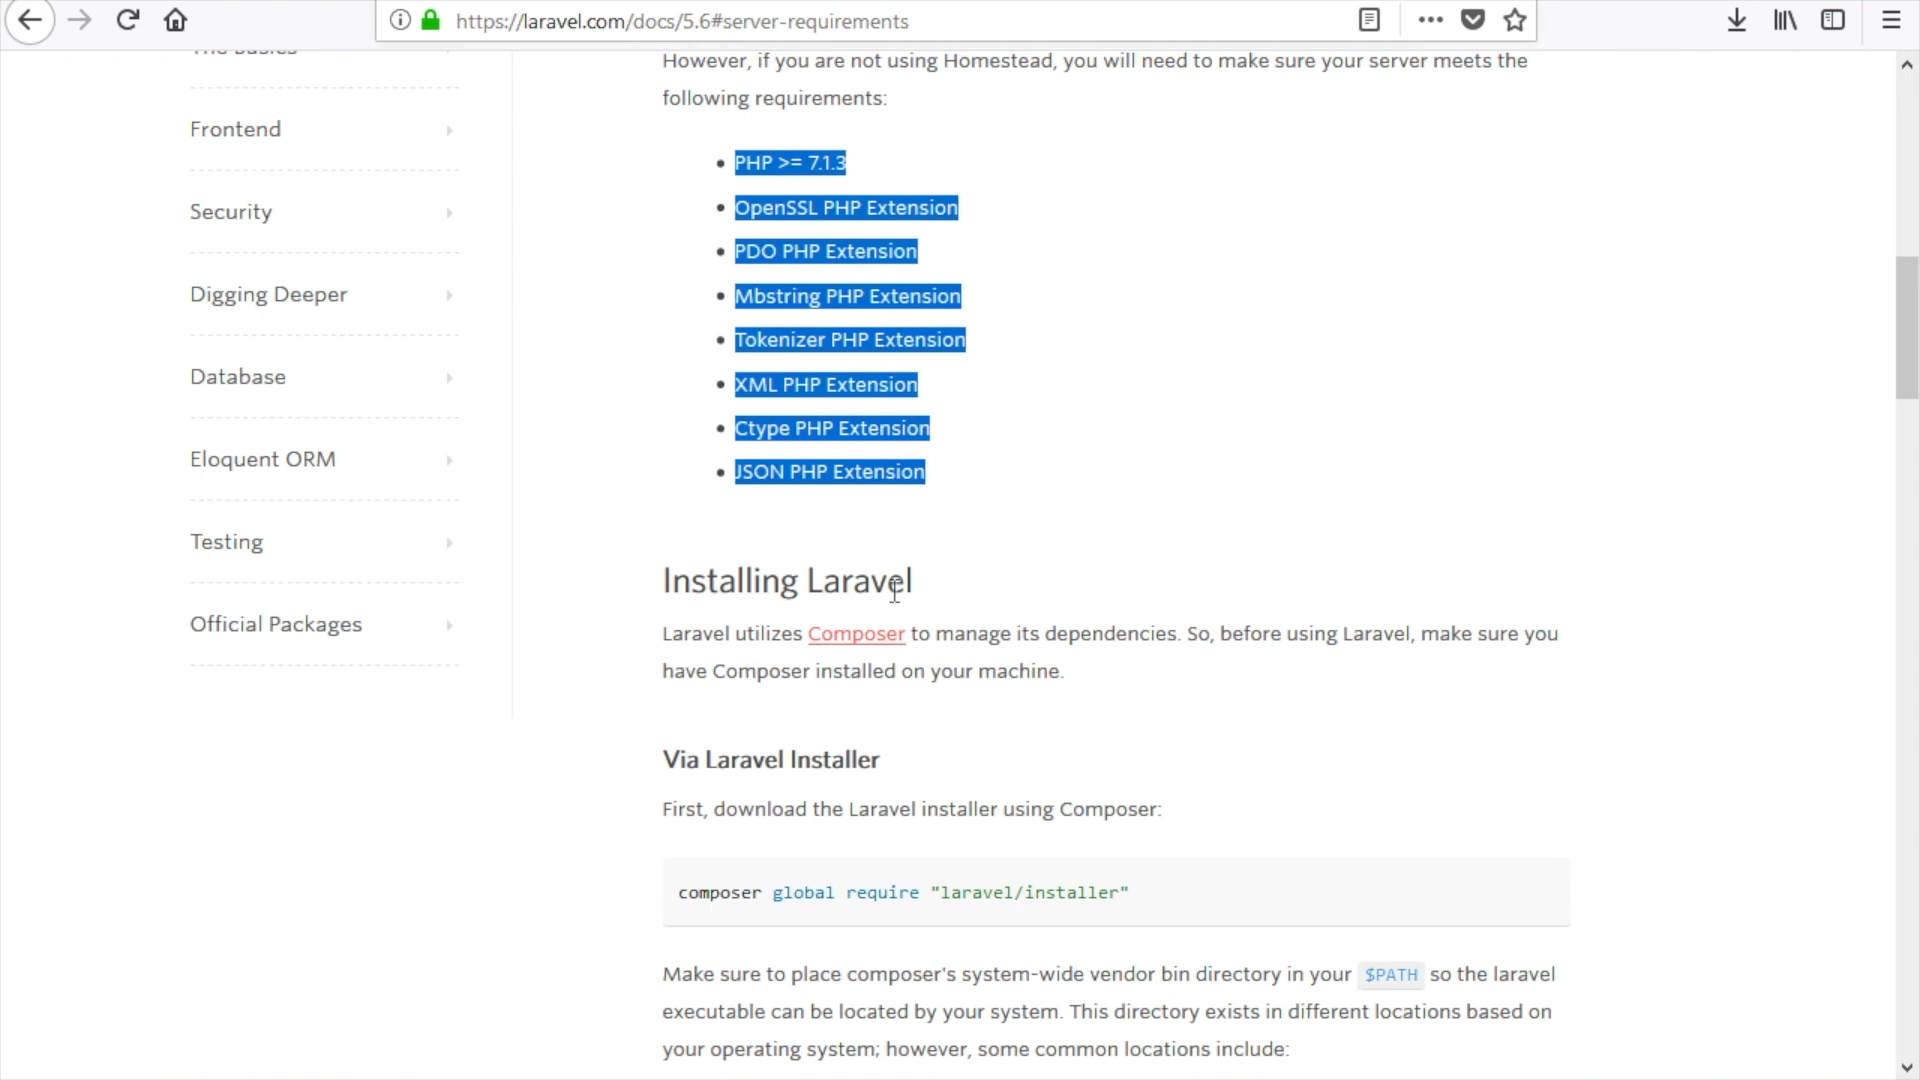 https://laravel.com/docs/5.6#server-requirements
The Basics
Frontend
Security
Digging Deeper
Database
Eloquent ORM
Testing
Official Packages
However, if you are not using Homestead, you will need to make sure your server meets the
following requirements:
PHP >= 7.1.3
OpenSSL PHP Extension
PDO PHP Extension
Mbstring PHP Extension
Tokenizer PHP Extension
XML PHP Extension
Ctype PHP Extension
JSON PHP Extension
Installing Laravel
Laravel utilizes Composer to manage its dependencies. So, before using Laravel, make sure you
have Composer installed on your machine.
Via Laravel Installer
First, download the Laravel installer using Composer:
composer global require "laravel/installer"
Make sure to place composer's system-wide vendor bin directory in your $PATH so the laravel
executable can be located by your system. This directory exists in different locations based on
your operating system; however, some common locations include: